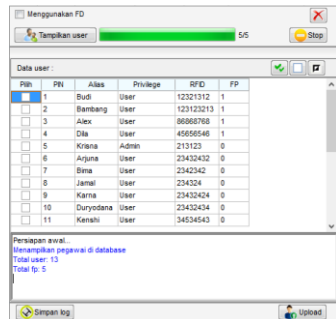 Menggunakan FD
Tampilkan user 5/5 Stop
Data user :
Pilih PIN Alias Privilege RFID FP
1 Budi User 12321312 1
2 Bambang User 123123213 1
3 Alex User 86868768 1
4 Dila User 45656546 1
5 Krisna Admin 213123 0
6 Arjuna User 23432432 0
7 Bima User 2342342 0
8 Jamal User 234324 0
9 Karna User 23432424 0
10 Duryodana User 23432434 0
11 Kenshi User 34534543 0
Persiapan awal...
Menampilkan pegawai di database
Total user: 13
Total fp: 5
Simpan log Upload